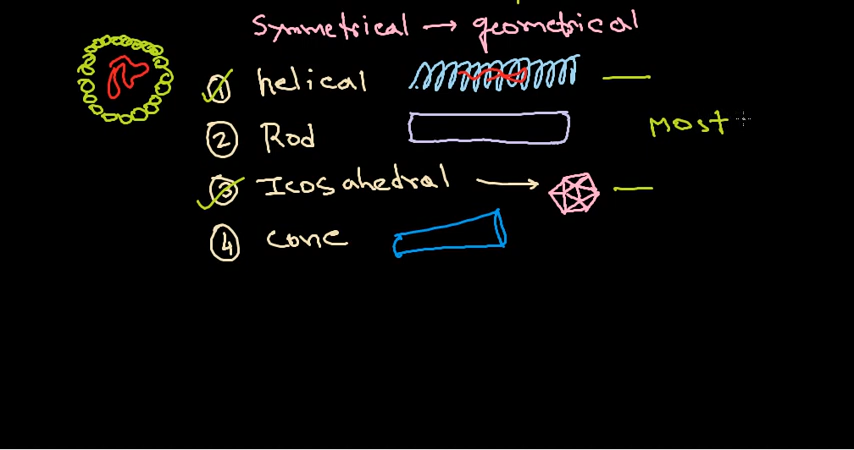 Symmetrical → geometrical
1 helical
Most
2 Rod
3 Icosahedral →
4 cone